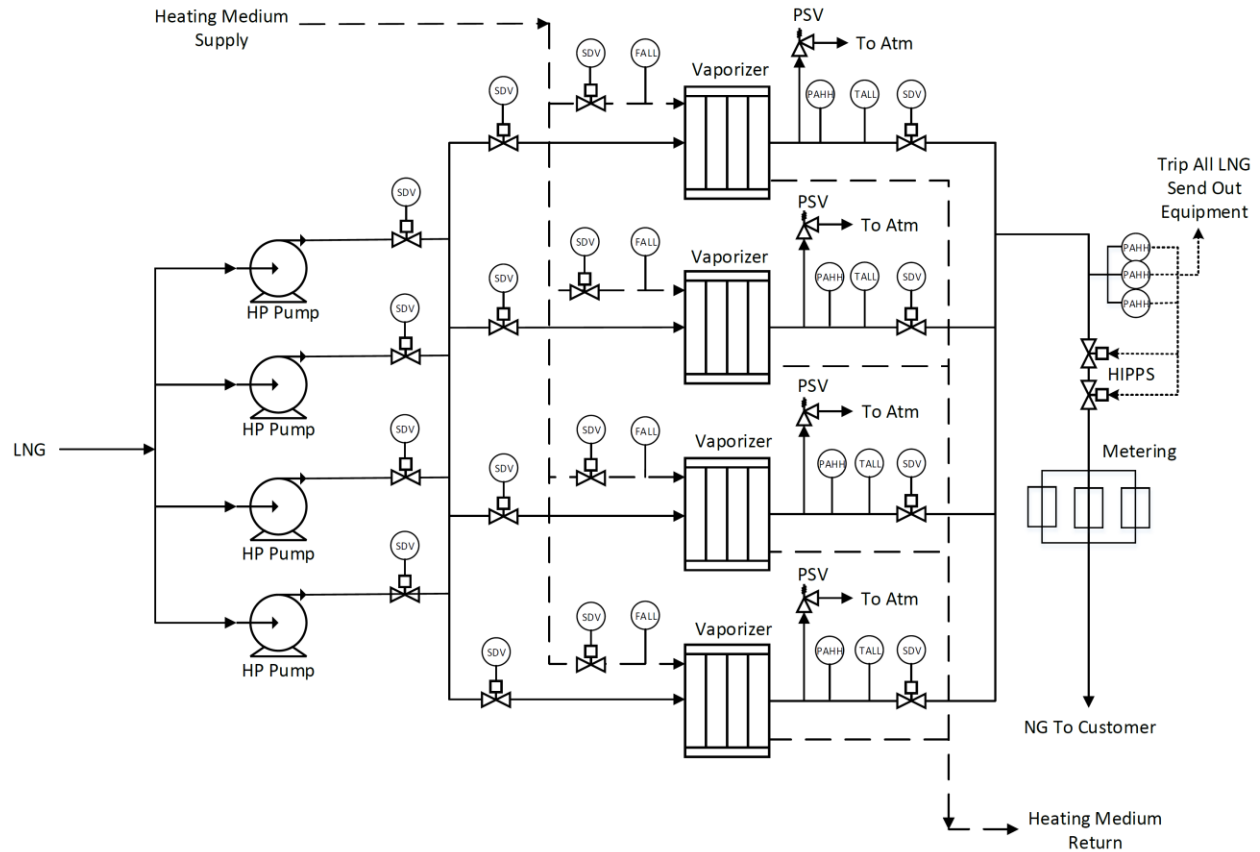 Heating Medium
Supply
PSV
To Atm
SDV
FALL
Vaporizer
SDV
PAHH
TALL
SDV
Trip All LNG
Send Out
Equipment
SDV
PSV
To Atm
SDV
FALL
Vaporizer
HP Pump
SDV
PAHH
TALL
SDV
PAHH
PAHH
PAHH
SDV
HIPPS
HP Pump
PSV
To Atm
SDV
FALL
Vaporizer
SDV
LNG
SDV
PAHH
TALL
SDV
Metering
HP Pump
SDV
PSV
To Atm
SDV
FALL
Vaporizer
HP Pump
SDV
PAHH
TALL
SDV
NG To Customer
Heating Medium
Return